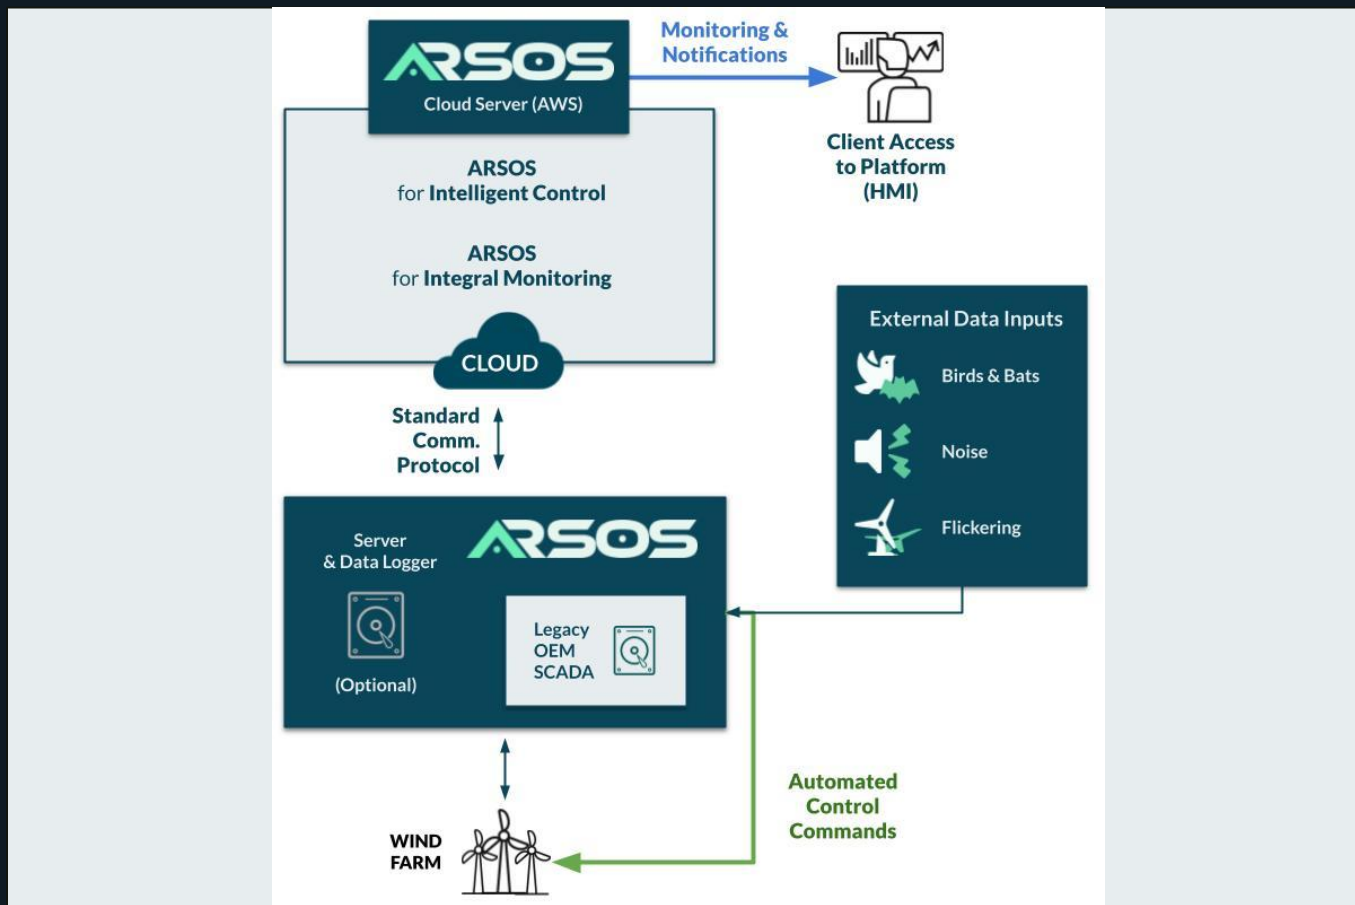 ARSOS
Cloud Server (AWS)
Monitoring &
Notifications
Client Access
to Platform
(HMI)
ARSOS
for Intelligent Control
ARSOS
for Integral Monitoring
CLOUD
Standard
Comm.
Protocol
External Data Inputs
Birds & Bats
Noise
Flickering
Server
& Data Logger
(Optional)
ARSOS
Legacy
OEM
SCADA
Automated
Control
Commands
WIND
FARM